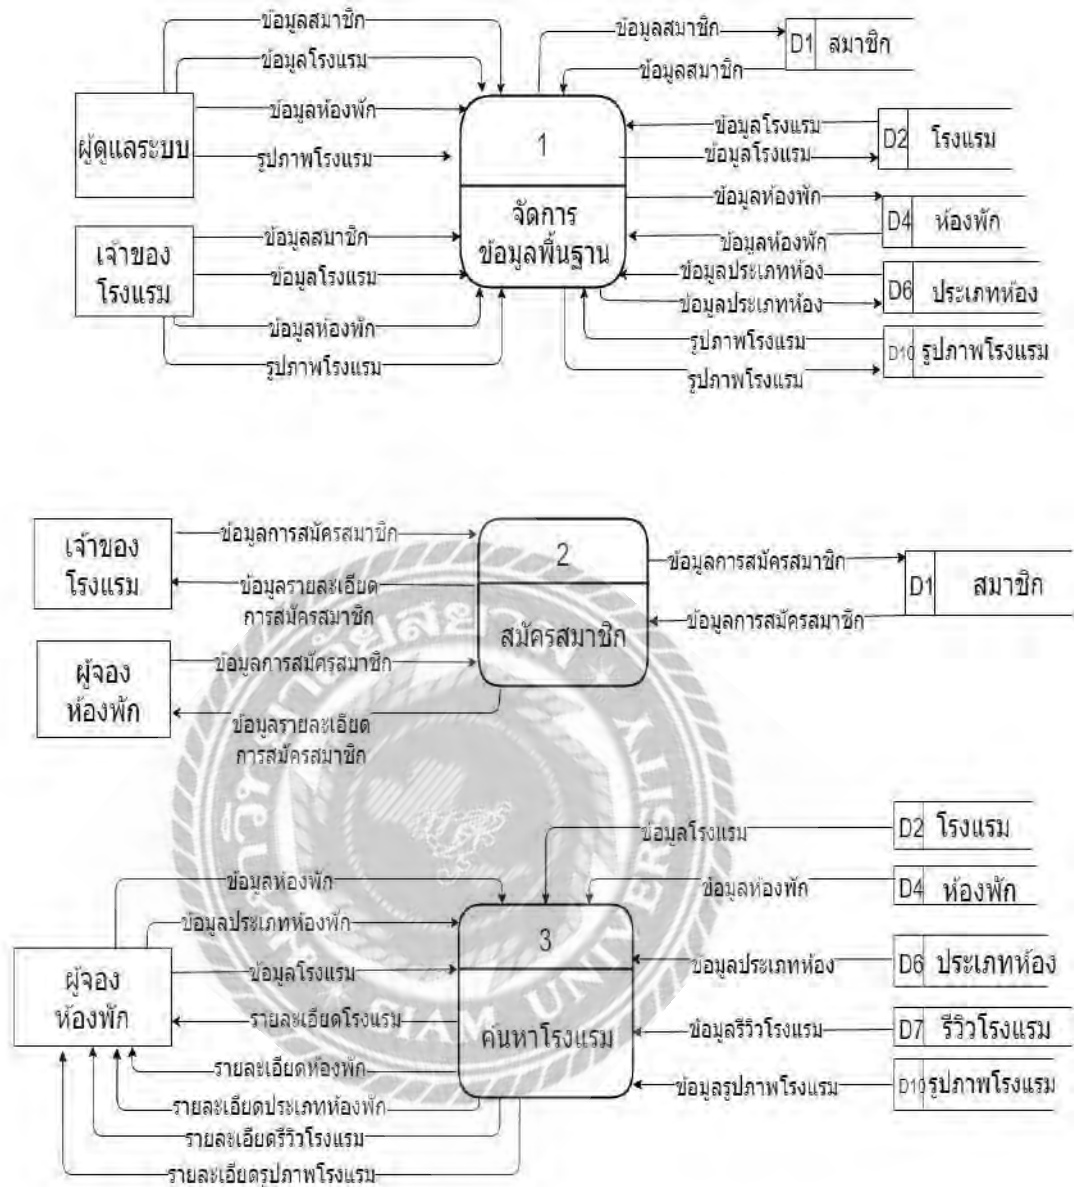 ข้อมูลสมาชิก
ข้อมูลโรงแรม
ข้อมูลห้องพัก
รูปภาพโรงแรม
ผู้ดูแลระบบ
ข้อมูลสมาชิก
ข้อมูลโรงแรม
ข้อมูลห้องพัก
รูปภาพโรงแรม
เจ้าของ
โรงแรม
1
จัดการ
ข้อมูลพื้นฐาน
ข้อมูลสมาชิก
ข้อมูลสมาชิก
D1 สมาชิก
ข้อมูลโรงแรม
ข้อมูลโรงแรม
D2 โรงแรม
ข้อมูลห้องพัก
ข้อมูลห้องพัก
D4 ห้องพัก
ข้อมูลประเภทห้อง
ข้อมูลประเภทห้อง
D6 ประเภทห้อง
รูปภาพโรงแรม
รูปภาพโรงแรม
D10 รูปภาพโรงแรม
เจ้าของ
โรงแรม
ข้อมูลการสมัครสมาชิก
ข้อมูลรายละเอียด
การสมัครสมาชิก
ผู้จอง
ห้องพัก
ข้อมูลการสมัครสมาชิก
ข้อมูลรายละเอียด
การสมัครสมาชิก
2
สมัครสมาชิก
ข้อมูลการสมัครสมาชิก
ข้อมูลการสมัครสมาชิก
D1 สมาชิก
ผู้จอง
ห้องพัก
ข้อมูลห้องพัก
ข้อมูลประเภทห้องพัก
ข้อมูลโรงแรม
รายละเอียดโรงแรม
รายละเอียดห้องพัก
รายละเอียดประเภทห้องพัก
รายละเอียดรีวิวโรงแรม
รายละเอียดรูปภาพโรงแรม
3
ค้นหาโรงแรม
ข้อมูลโรงแรม
D2 โรงแรม
ข้อมูลห้องพัก
D4 ห้องพัก
ข้อมูลประเภทห้อง
D6 ประเภทห้อง
ข้อมูลรีวิวโรงแรม
D7 รีวิวโรงแรม
ข้อมูลรูปภาพโรงแรม
D10 รูปภาพโรงแรม
SIAM UNIVERSITY